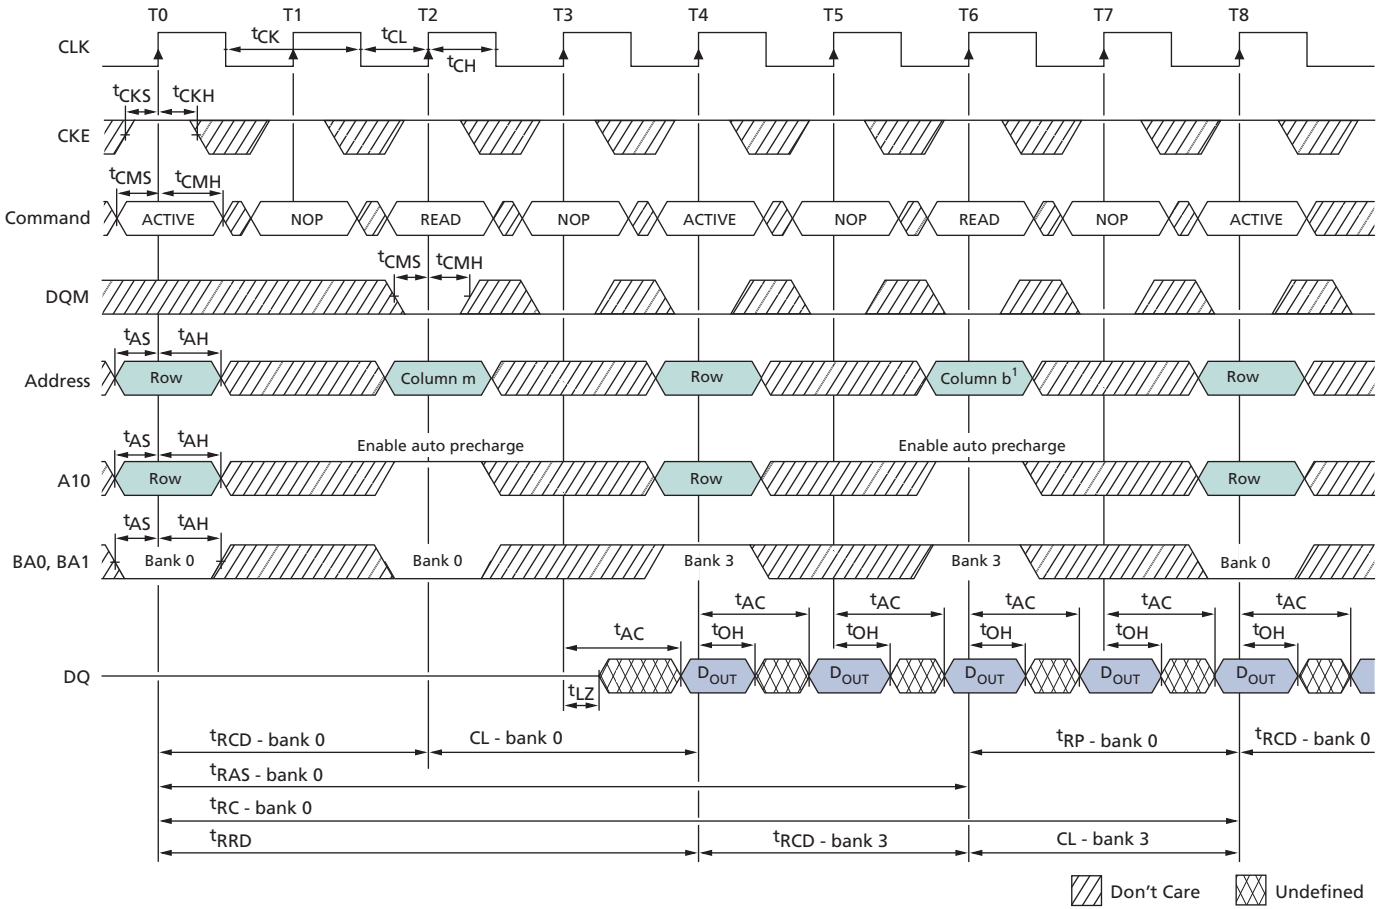 T0 T1 T2 T3 T4 T5 T6 T7 T8
CLK
tCK tCL
tCH
tCKS tCKH
CKE
tCMS tCMH
Command ACTIVE NOP READ NOP ACTIVE NOP READ NOP ACTIVE
tCMS tCMH
DQM
tAS tAH
Address Row Column m Row Column b1 Row
tAS tAH Enable auto precharge Enable auto precharge
A10 Row Row Row
tAS tAH
BA0, BA1 Bank 0 Bank 0 Bank 3 Bank 3 Bank 0
tAC tAC tAC tAC tAC
tAC tOH tOH tOH tOH tOH
DQ DOUT DOUT DOUT DOUT DOUT
tLZ
tRCD - bank 0 CL - bank 0 tRP - bank 0 tRCD - bank 0
tRAS - bank 0
tRC - bank 0
tRRD tRCD - bank 3 CL - bank 3
Don't Care Undefined